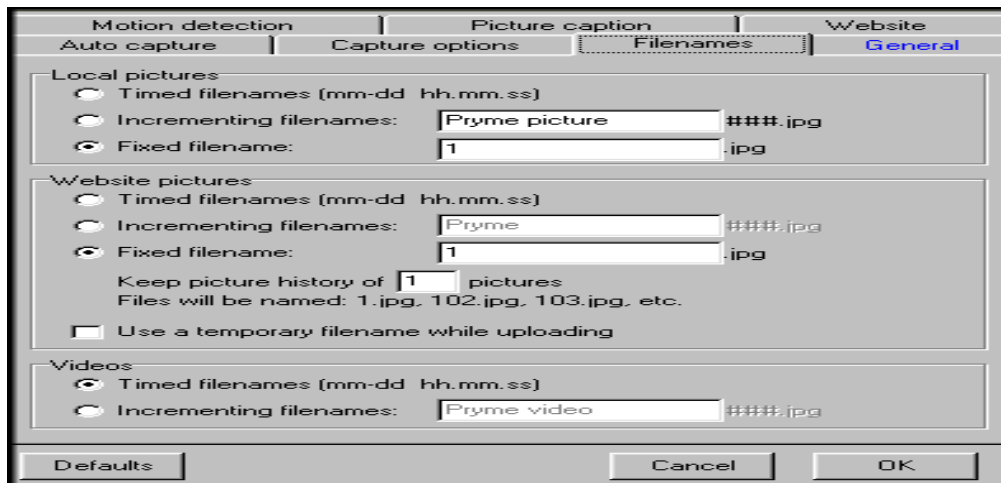 Motion detection Picture caption Website
Auto capture Capture options Filenames General
Local pictures
Timed filenames (mm-dd hh.mm.ss)
Incrementing filenames: Pryme picture ###.jpg
Fixed filename: 1 .jpg
Website pictures
Timed filenames (mm-dd hh.mm.ss)
Incrementing filenames: Pryme ###.jpg
Fixed filename: 1 .jpg
Keep picture history of 1 pictures
Files will be named: 1.jpg, 102.jpg, 103.jpg, etc.
Use a temporary filename while uploading
Videos
Timed filenames (mm-dd hh.mm.ss)
Incrementing filenames: Pryme video ###.jpg
Defaults Cancel OK